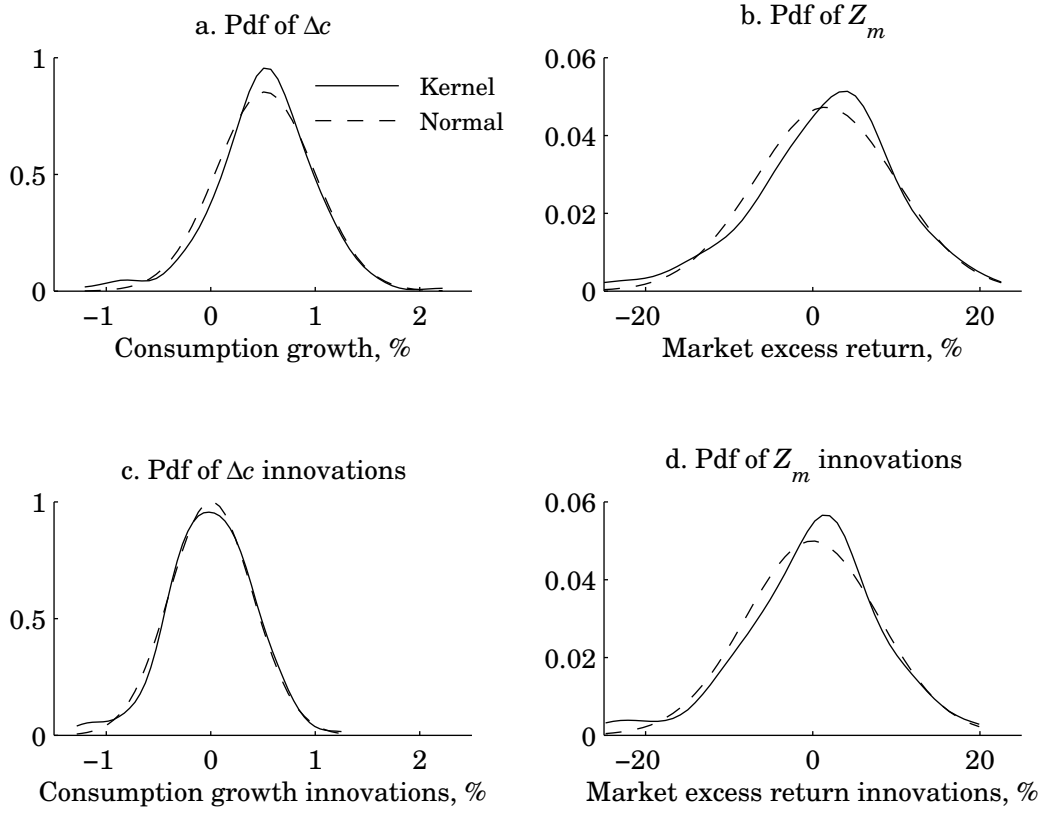 a. Pdf of Δc
1
0.5
0
−1 0 1 2
Consumption growth, %
Kernel
Normal
b. Pdf of Z_m
0.06
0.04
0.02
0
−20 0 20
Market excess return, %
c. Pdf of Δc innovations
1
0.5
0
−1 0 1 2
Consumption growth innovations, %
d. Pdf of Z_m innovations
0.06
0.04
0.02
0
−20 0 20
Market excess return innovations, %